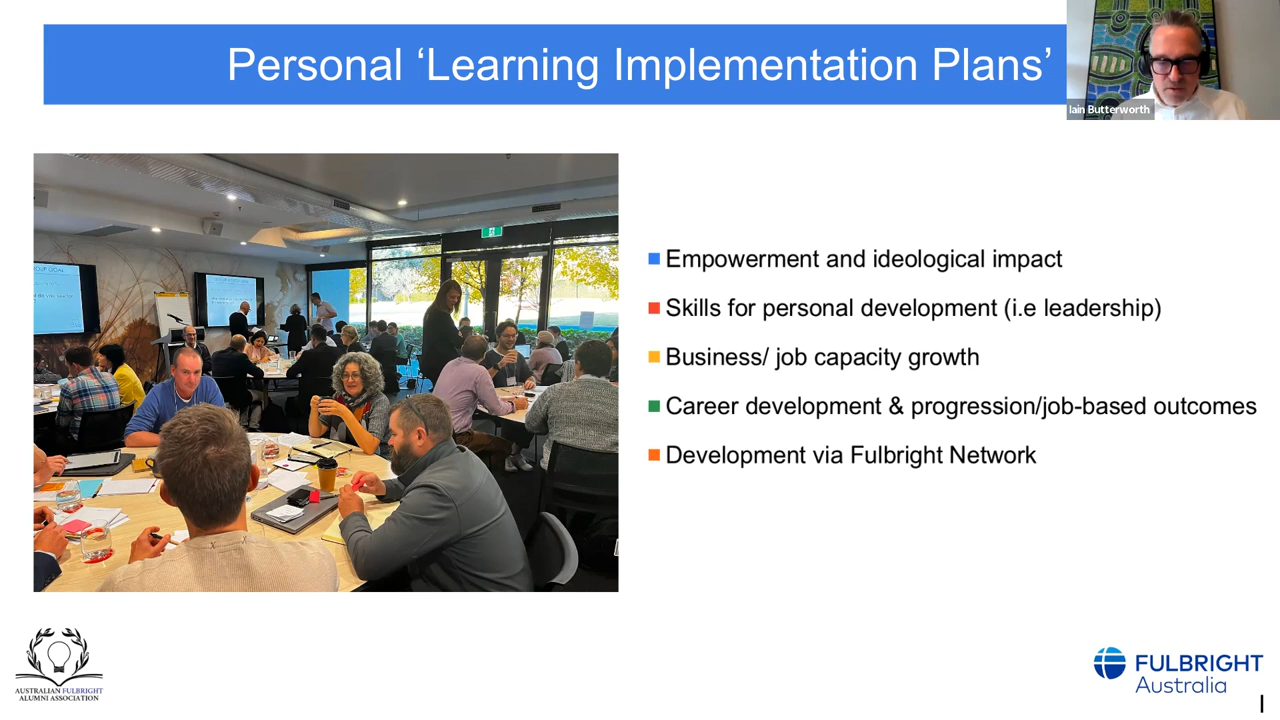 Personal ‘Learning Implementation Plans’
Iain Butterworth
Empowerment and ideological impact
Skills for personal development (i.e leadership)
Business/ job capacity growth
Career development & progression/job-based outcomes
Development via Fulbright Network
AUSTRALIAN FULBRIGHT
ALUMNI ASSOCIATION
FULBRIGHT
Australia